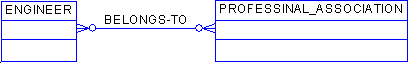 ENGINEER
BELONGS-TO
PROFESSINAL_ASSOCIATION